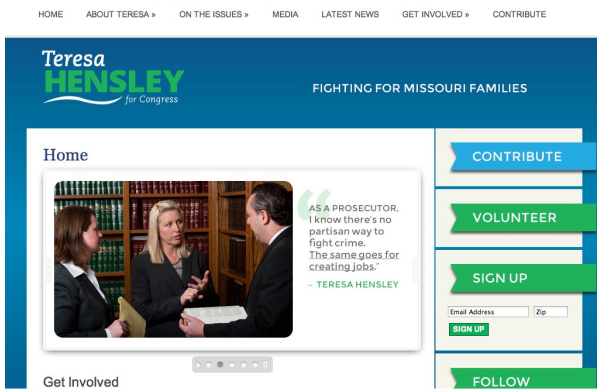 HOME ABOUT TERESA » ON THE ISSUES » MEDIA LATEST NEWS GET INVOLVED » CONTRIBUTE
Teresa
HENSLEY
for Congress
FIGHTING FOR MISSOURI FAMILIES
Home
“
AS A PROSECUTOR,
I know there's no
partisan way to
fight crime.
The same goes for
creating jobs."
- TERESA HENSLEY
Get Involved
CONTRIBUTE
VOLUNTEER
SIGN UP
Email Address Zip
SIGN UP
FOLLOW